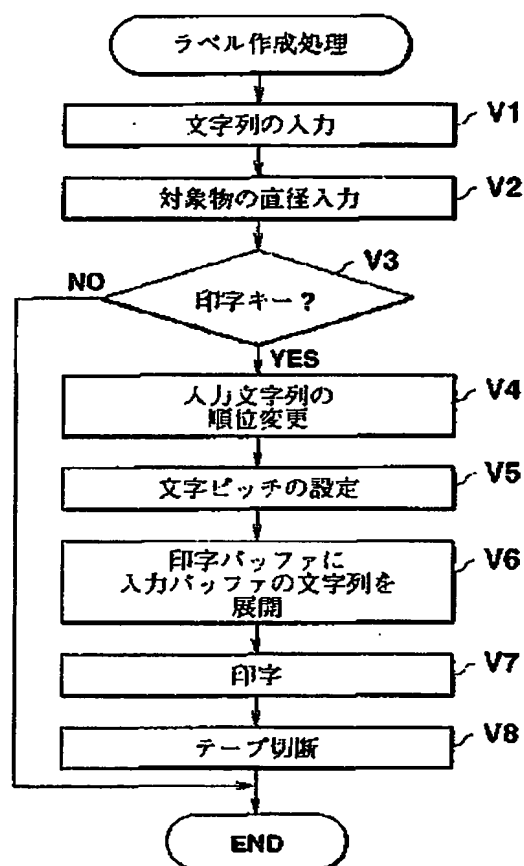 ラベル作成処理
文字列の入力
V1
対象物の直径入力
V2
印字キー?
V3
NO
YES
入力文字列の
順位変更
V4
文字ピッチの設定
V5
印字バッファに
入力バッファの文字列を
展開
V6
印字
V7
テープ切断
V8
END